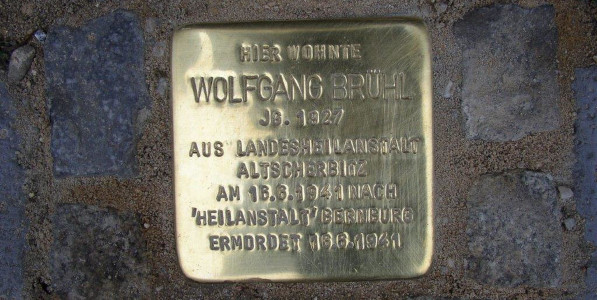 HIER WOHNTE
WOLFGANG BRÜHL
JG. 1927
AUS LANDESHEILANSTALT
ALTSCHERBITZ
AM 16.6.1941 NACH
'HEILANSTALT' BERNBURG
ERMORDET 16.6.1941